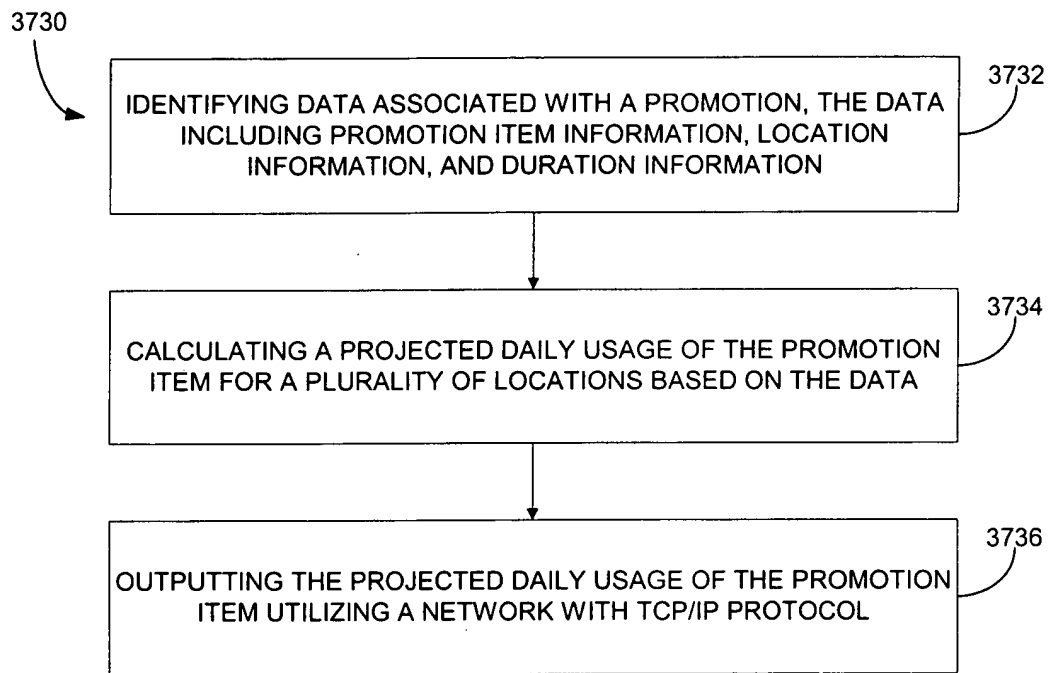 3730
3732
IDENTIFYING DATA ASSOCIATED WITH A PROMOTION, THE DATA
INCLUDING PROMOTION ITEM INFORMATION, LOCATION
INFORMATION, AND DURATION INFORMATION
3734
CALCULATING A PROJECTED DAILY USAGE OF THE PROMOTION
ITEM FOR A PLURALITY OF LOCATIONS BASED ON THE DATA
3736
OUTPUTTING THE PROJECTED DAILY USAGE OF THE PROMOTION
ITEM UTILIZING A NETWORK WITH TCP/IP PROTOCOL